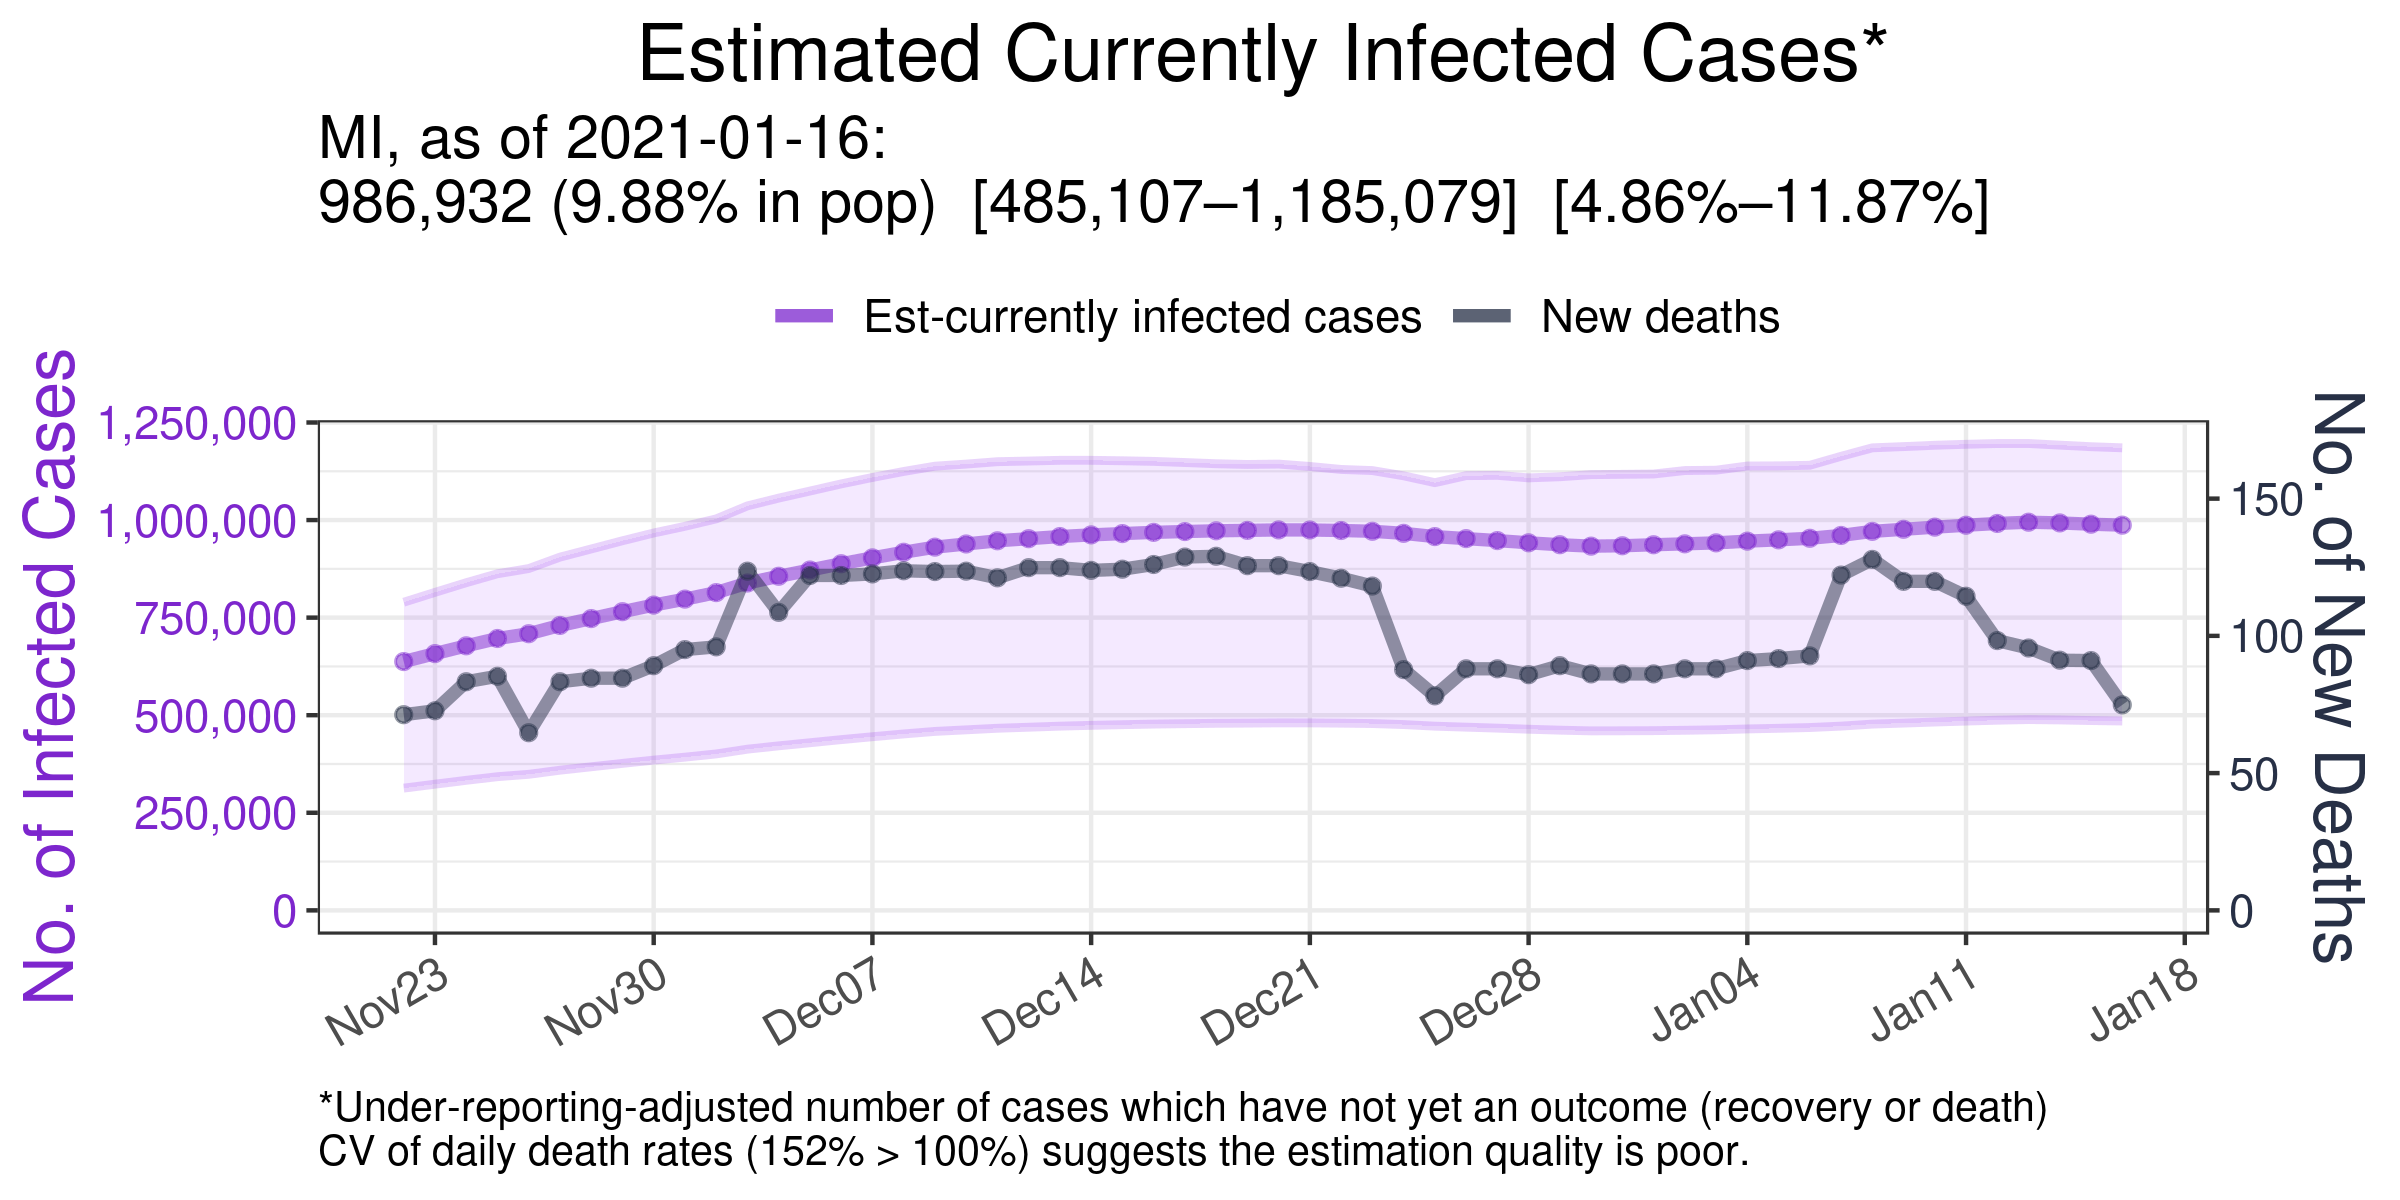 Estimated Currently Infected Cases*
MI, as of 2021-01-16:
986,932 (9.88% in pop)  [485,107–1,185,079]  [4.86%–11.87%]
Est-currently infected cases
New deaths
No. of Infected Cases
1,250,000
1,000,000
750,000
500,000
250,000
0
No. of New Deaths
150
100
50
0
Nov23
Nov30
Dec07
Dec14
Dec21
Dec28
Jan04
Jan11
Jan18
*Under-reporting-adjusted number of cases which have not yet an outcome (recovery or death)
CV of daily death rates (152% > 100%) suggests the estimation quality is poor.